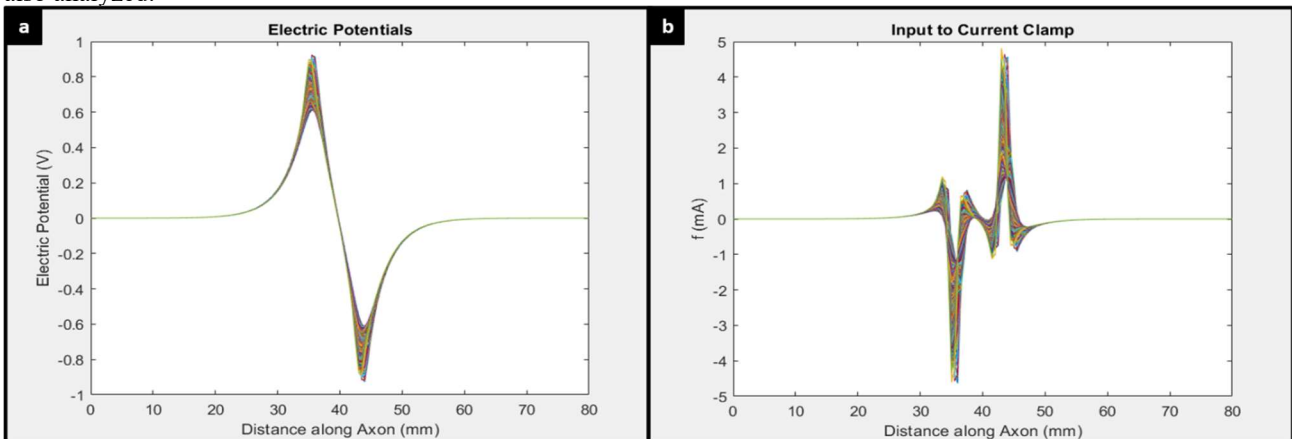 also analyzed.
a
Electric Potentials
1
0.8
0.6
0.4
0.2
0
-0.2
-0.4
-0.6
-0.8
-1
Electric Potential (V)
0 10 20 30 40 50 60 70 80
Distance along Axon (mm)
b
Input to Current Clamp
5
4
3
2
1
0
-1
-2
-3
-4
-5
f (mA)
0 10 20 30 40 50 60 70 80
Distance along Axon (mm)